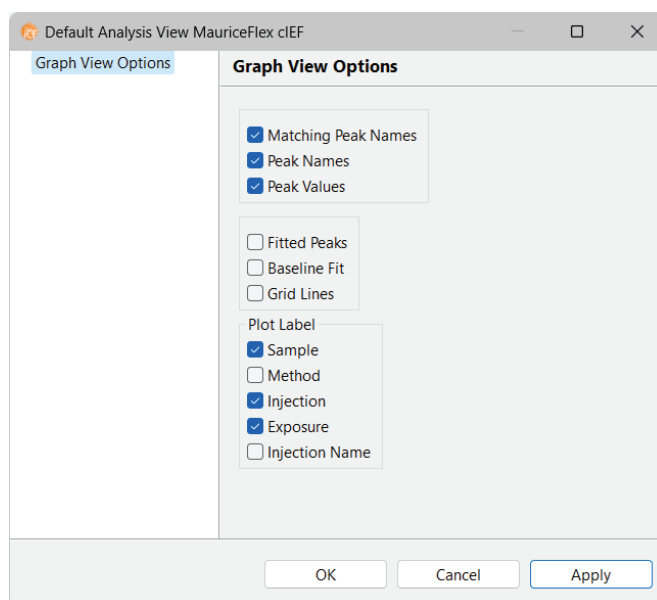 Default Analysis View MauriceFlex cIEF
Graph View Options
Graph View Options
Matching Peak Names
Peak Names
Peak Values
Fitted Peaks
Baseline Fit
Grid Lines
Plot Label
Sample
Method
Injection
Exposure
Injection Name
OK
Cancel
Apply